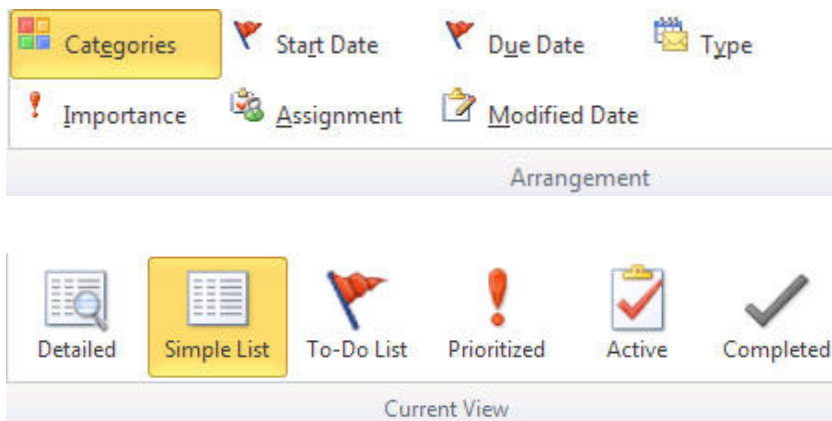 Categories Start Date Due Date Type
Importance Assignment Modified Date
Arrangement
Detailed Simple List To-Do List Prioritized Active Completed
Current View